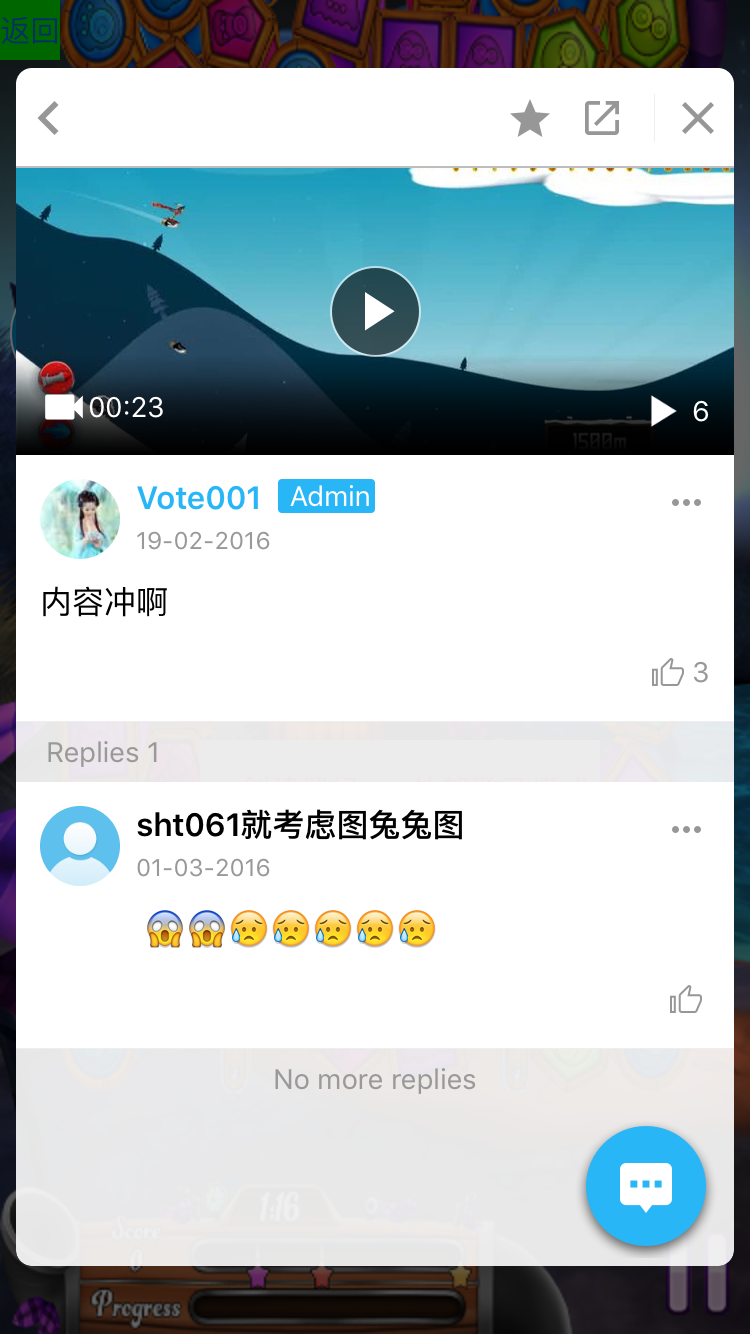 返回
1500m
00:23
6
Vote001 Admin
19-02-2016
内容冲啊
3
Replies 1
sht061就考虑图兔兔图
01-03-2016
😱😱😥😥😥😥😥
No more replies
1:16
Score
0
Progress